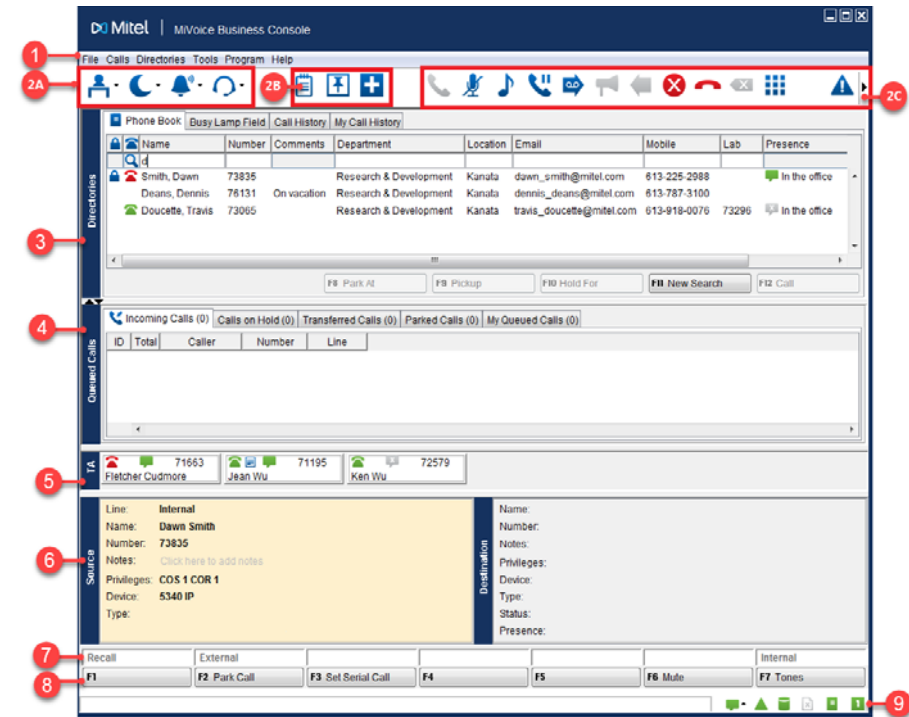 Mitel | MiVoice Business Console
1
File Calls Directories Tools Program Help
2A
2B
2C
Phone Book Busy Lamp Field Call History My Call History
Name Number Comments Department Location Email Mobile Lab Presence
d
Smith, Dawn 73835 Research & Development Kanata dawn_smith@mitel.com 613-225-2988 In the office
Deans, Dennis 76131 On vacation Research & Development Kanata dennis_deans@mitel.com 613-787-3100
Doucette, Travis 73065 Research & Development Kanata travis_doucette@mitel.com 613-918-0076 73296 In the office
Directories
3
F8 Park At F9 Pickup F10 Hold For F11 New Search F12 Call
4
Incoming Calls (0) Calls on Hold (0) Transferred Calls (0) Parked Calls (0) My Queued Calls (0)
ID Total Caller Number Line
Queued Calls
5
TA
71663 71195 72579
Fletcher Cudmore Jean Wu Ken Wu
6
Source
Line: Internal
Name: Dawn Smith
Number: 73835
Notes: Click here to add notes
Privileges: COS 1 COR 1
Device: 5340 IP
Type:
Destination
Name:
Number:
Notes:
Privileges:
Device:
Type:
Status:
Presence:
7
Recall External Internal
8
F1 F2 Park Call F3 Set Serial Call F4 F5 F6 Mute F7 Tones
1
9